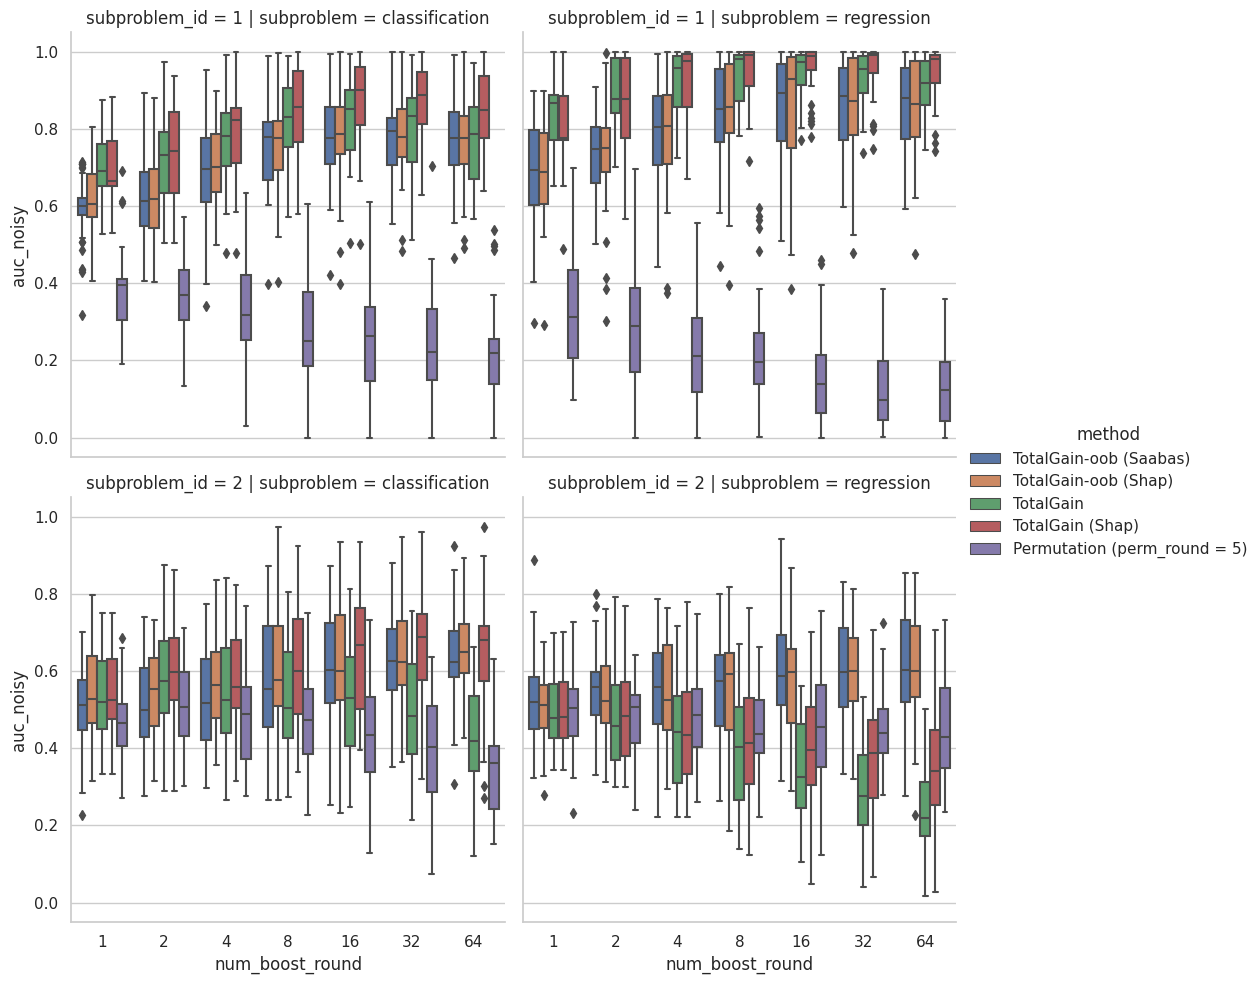 subproblem_id = 1 | subproblem = classification
subproblem_id = 1 | subproblem = regression
1.0
0.8
0.6
0.4
0.2
0.0
auc_noisy
method
TotalGain-oob (Saabas)
TotalGain-oob (Shap)
TotalGain
TotalGain (Shap)
Permutation (perm_round = 5)
subproblem_id = 2 | subproblem = classification
subproblem_id = 2 | subproblem = regression
1.0
0.8
0.6
0.4
0.2
0.0
auc_noisy
1 2 4 8 16 32 64
1 2 4 8 16 32 64
num_boost_round
num_boost_round